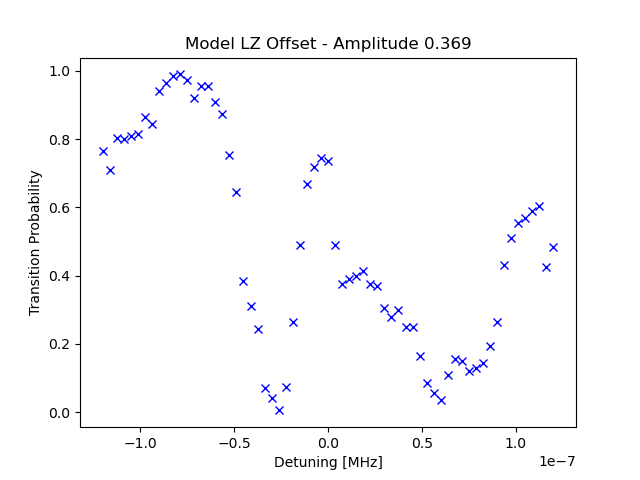 Model LZ Offset - Amplitude 0.369
1.0
0.8
0.6
0.4
0.2
0.0
Transition Probability
−1.0 −0.5 0.0 0.5 1.0
1e−7
Detuning [MHz]